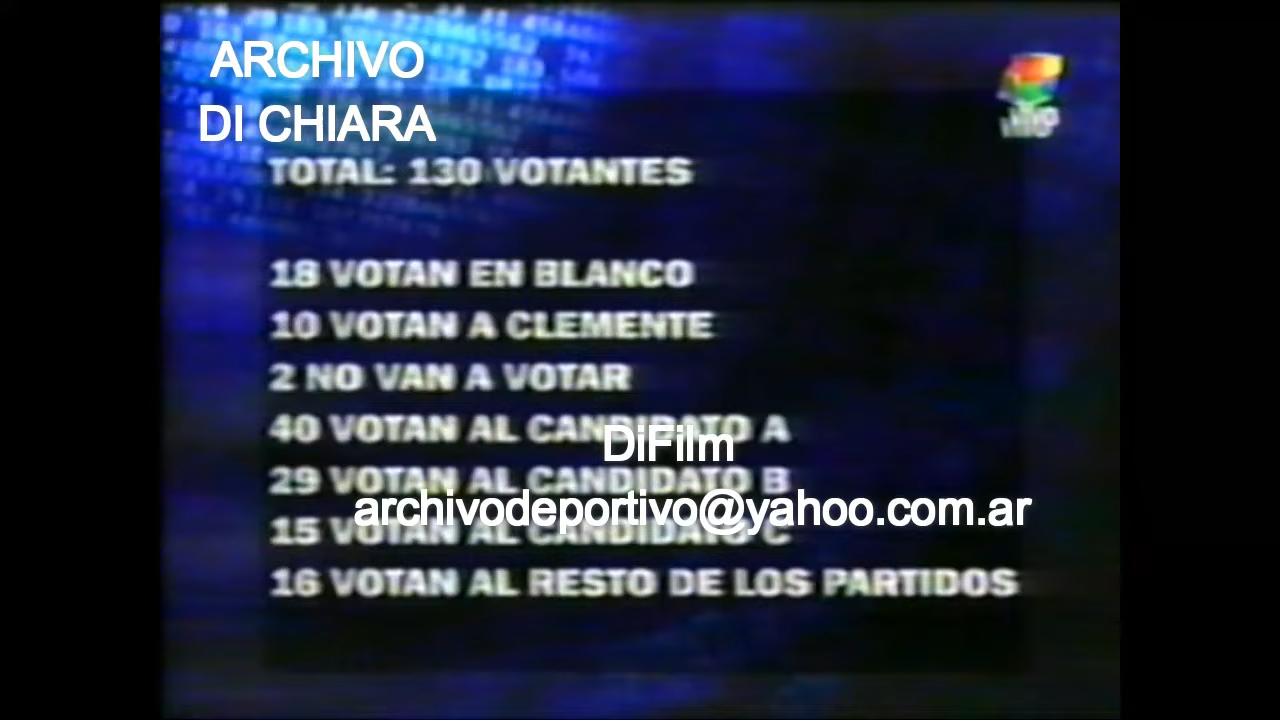 ARCHIVO
DI CHIARA
VIVO
TOTAL: 130 VOTANTES
18 VOTAN EN BLANCO
10 VOTAN A CLEMENTE
2 NO VAN A VOTAR
40 VOTAN AL CANDIDATO A
DiFilm
29 VOTAN AL CANDIDATO B
archivodeportivo@yahoo.com.ar
15 VOTAN AL CANDIDATO C
16 VOTAN AL RESTO DE LOS PARTIDOS